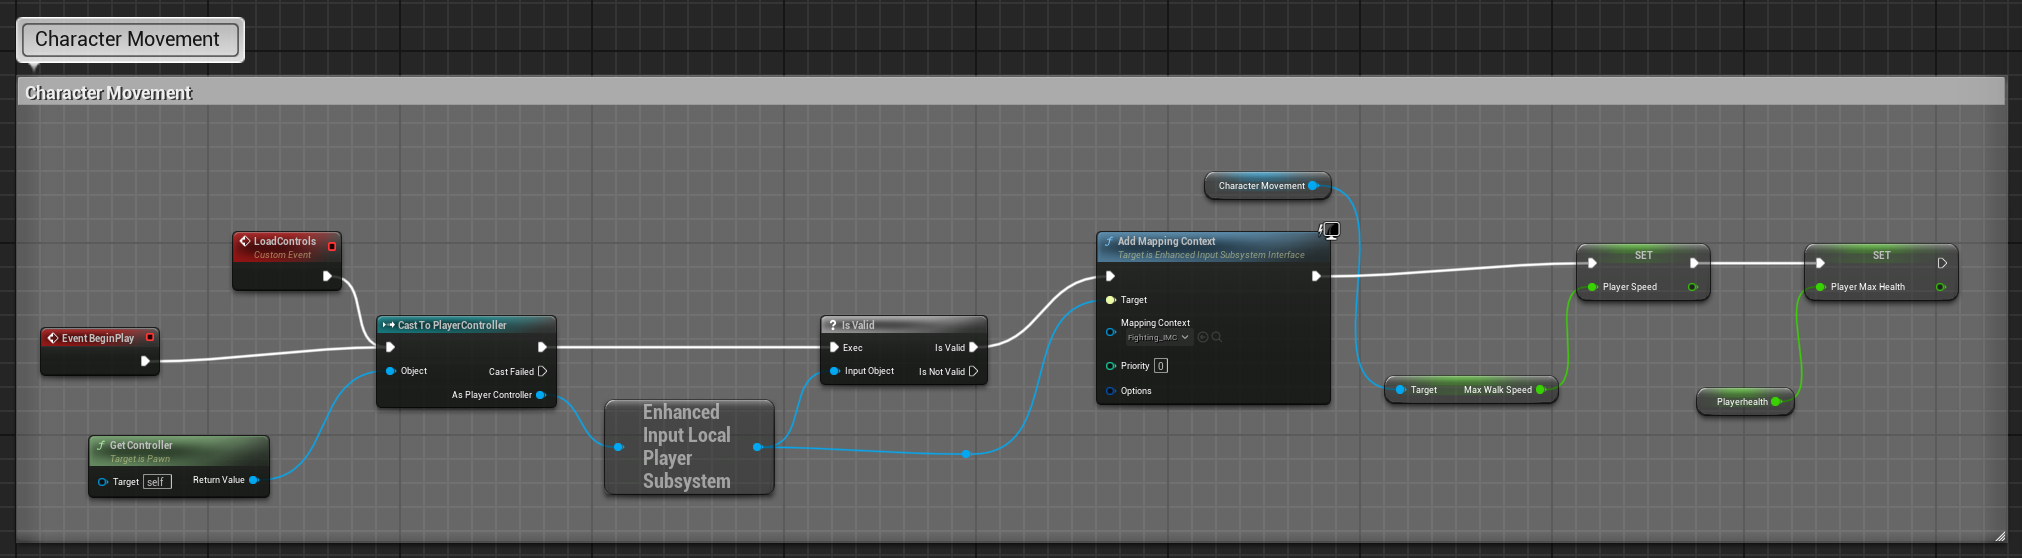 Character Movement
Character Movement
LoadControls
Custom Event
Event BeginPlay
Get Controller
Target is Pawn
Target self
Return Value
Cast To PlayerController
Object
Cast Failed
As Player Controller
Enhanced
Input Local
Player
Subsystem
? Is Valid
Exec
Is Valid
Input Object
Is Not Valid
Character Movement
f Add Mapping Context
Target is Enhanced Input Subsystem Interface
Target
Mapping Context
Fighting_IMC
Priority 0
Options
Target
Max Walk Speed
SET
Player Speed
Playerhealth
SET
Player Max Health